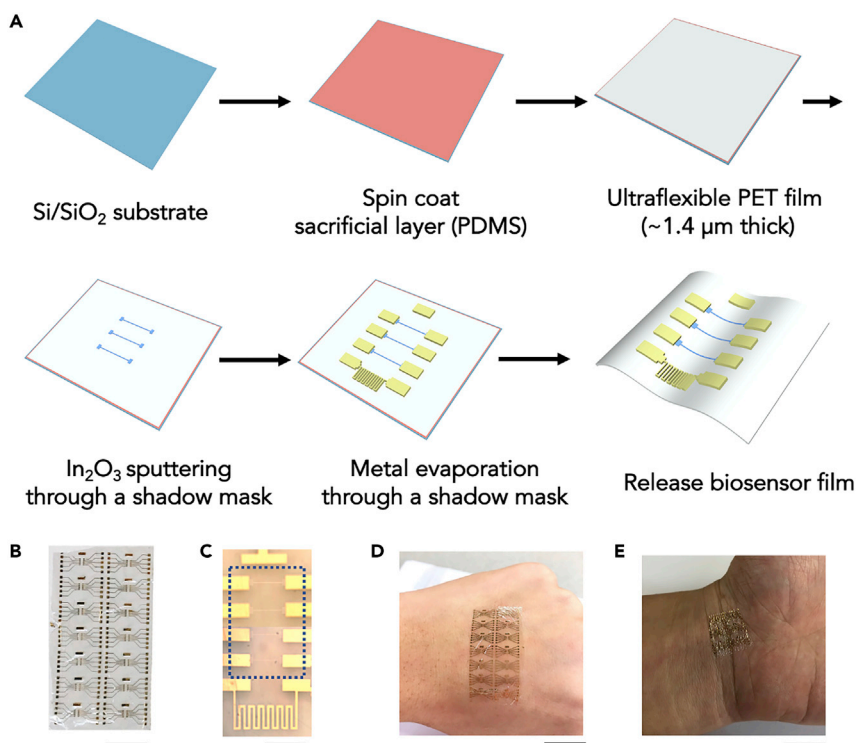 A
Si/SiO₂ substrate
Spin coat
sacrificial layer (PDMS)
Ultraflexible PET film
(~1.4 µm thick)
In₂O₃ sputtering
through a shadow mask
Metal evaporation
through a shadow mask
Release biosensor film
B
C
D
E